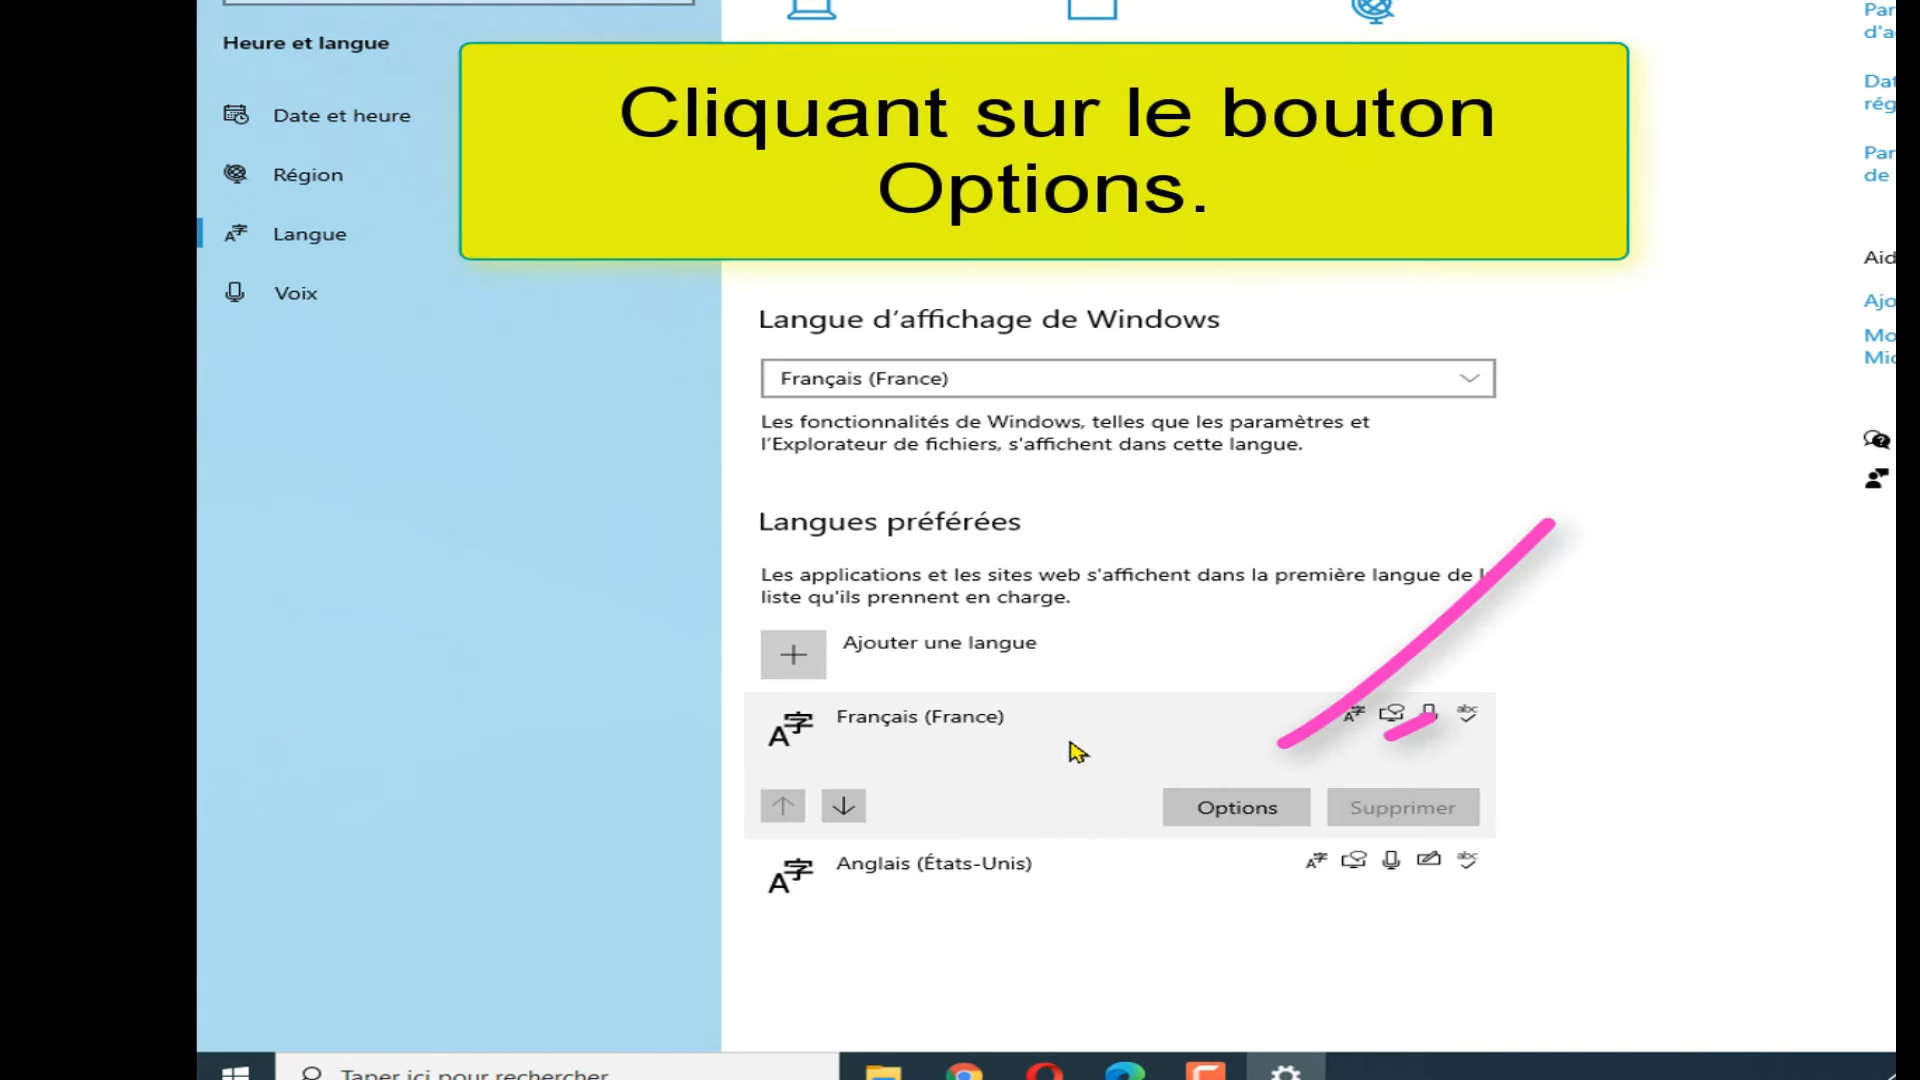 Heure et langue
Cliquant sur le bouton
Options.
Date et heure
Région
Langue
Voix
Langue d'affichage de Windows
Français (France)
Les fonctionnalités de Windows, telles que les paramètres et
l'Explorateur de fichiers, s'affichent dans cette langue.
Langues préférées
Les applications et les sites web s'affichent dans la première langue de
liste qu'ils prennent en charge.
Ajouter une langue
Français (France)
Options
Supprimer
Anglais (États-Unis)
Taper ici pour rechercher
de